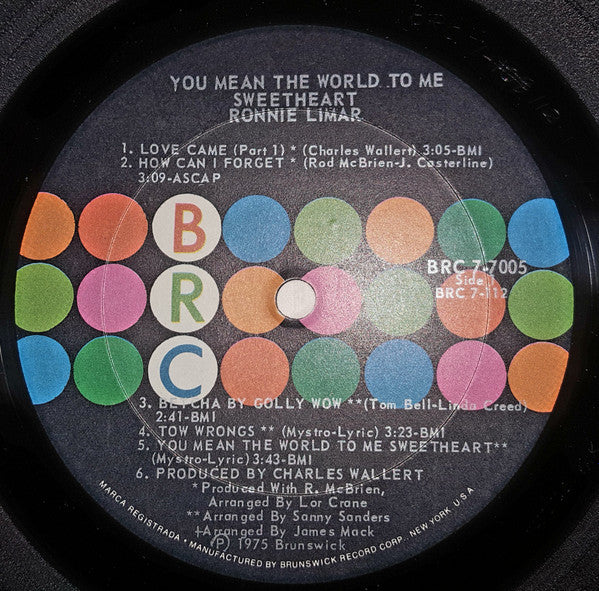 YOU MEAN THE WORLD TO ME
SWEETHEART
RONNIE LIMAR
1. LOVE CAME (Part 1) * (Charles Wallert) 3:05-BMI
2. HOW CAN I FORGET * (Rod McBrien-J. Casterline)
3:09-ASCAP
B
R
C
BRC 7-7005
Side
BRC 7-112
3. BETCHA BY GOLLY WOW **(Tom Bell-Linda Creed)
2:41-BMI
4. TOW WRONGS ** (Mystro-Lyric) 3:23-BMI
5. YOU MEAN THE WORLD TO ME SWEETHEART**
(Mystro-Lyric) 3:43-BMI
6. PRODUCED BY CHARLES WALLERT
*Produced With R. McBrien,
Arranged By Lor Crane
**Arranged By Sanny Sanders
+Arranged By James Mack
Ⓟ 1975 Brunswick
MARCA REGISTRADA • MANUFACTURED BY BRUNSWICK RECORD CORP. NEW YORK, U.S.A.